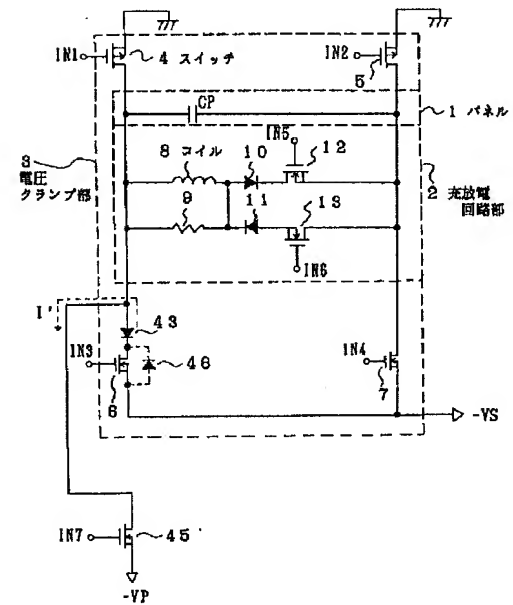 IN1
4 スイッチ
IN2
5
CP
1 パネル
IN5
3
電圧
クランプ部
8 コイル
10
12
2 充放電
回路部
9
11
13
IN6
I'
43
IN3
46
IN4
6
7
-VS
IN7
45
-VP